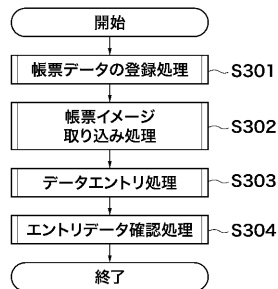 開始
帳票データの登録処理 S301
帳票イメージ
取り込み処理 S302
データエントリ処理 S303
エントリデータ確認処理 S304
終了